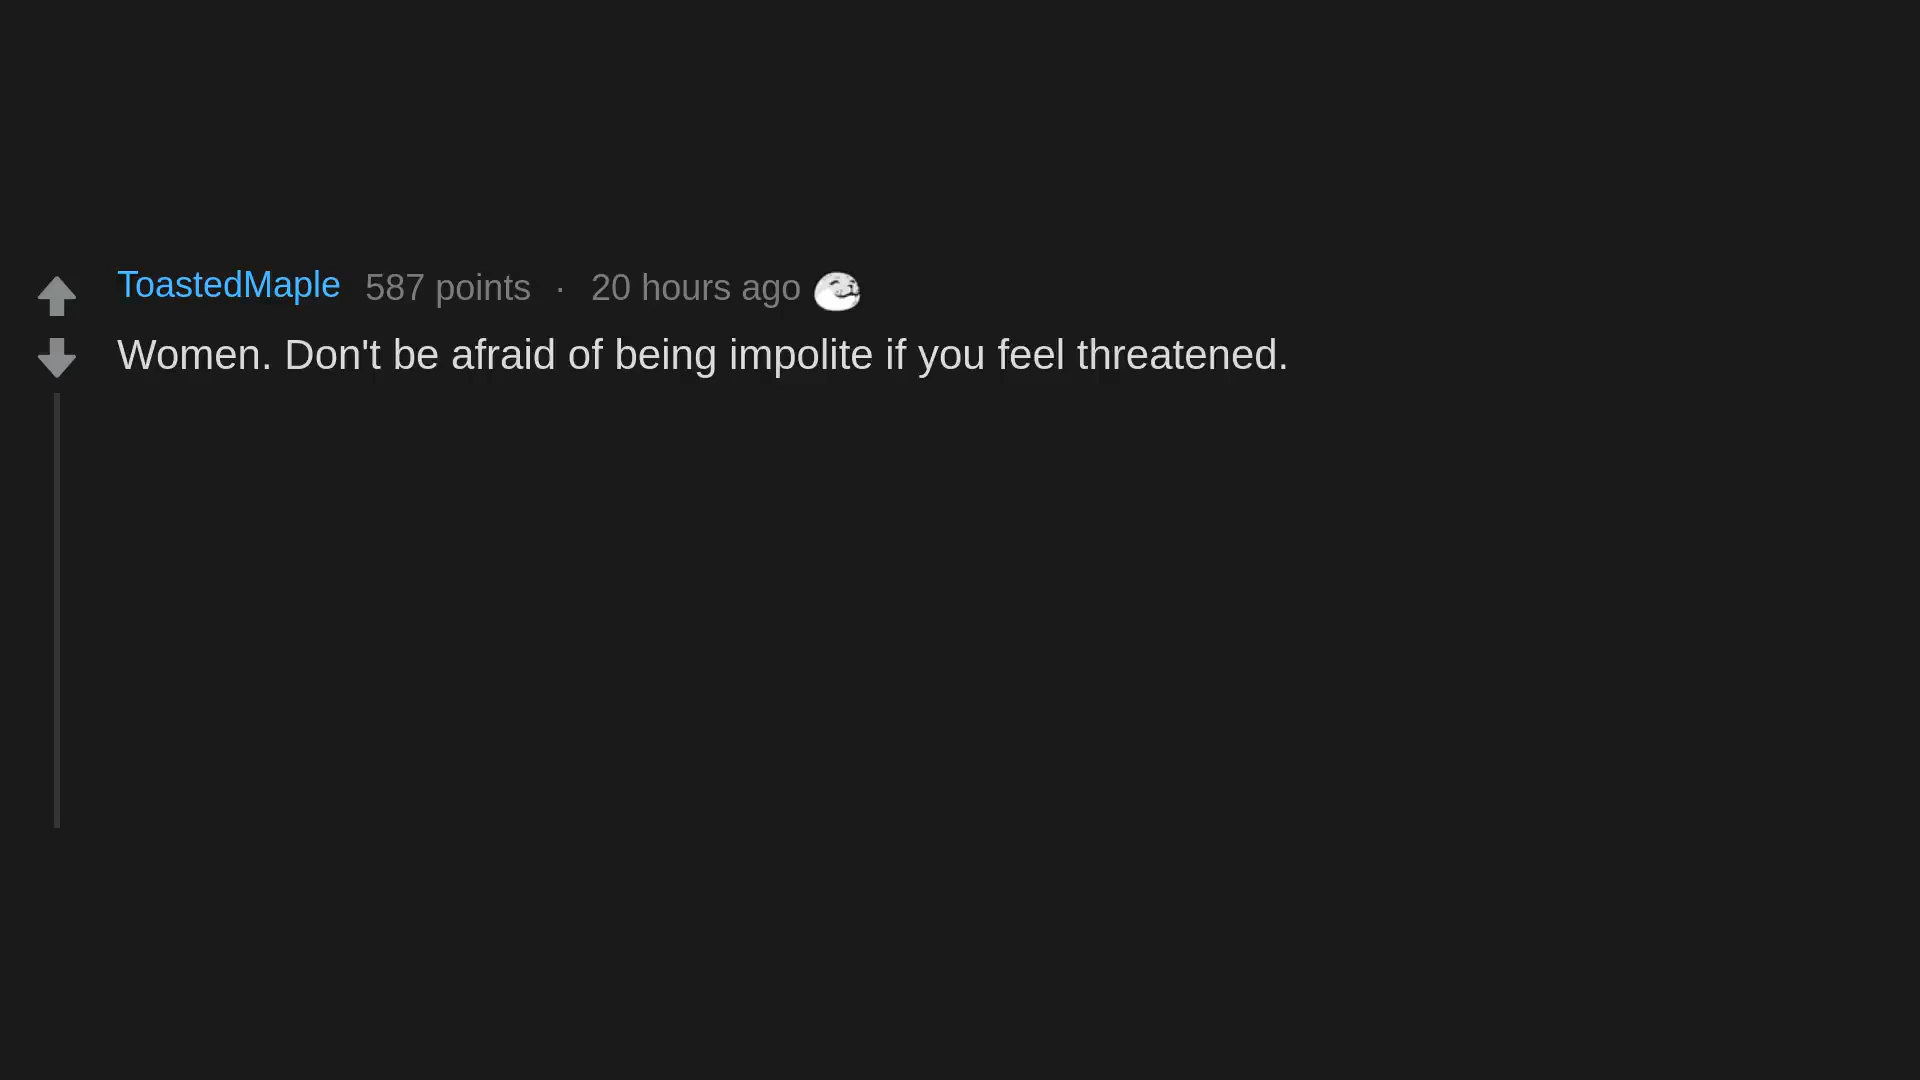 ToastedMaple 587 points · 20 hours ago
Women. Don't be afraid of being impolite if you feel threatened.